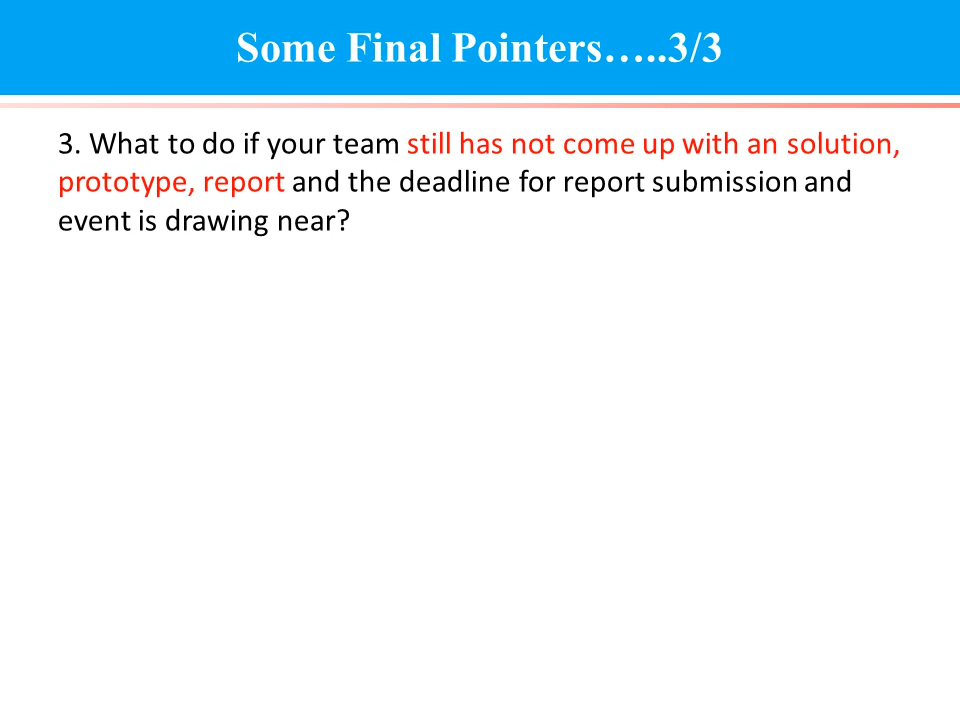 Some Final Pointers…..3/3
3. What to do if your team still has not come up with an solution,
prototype, report and the deadline for report submission and
event is drawing near?